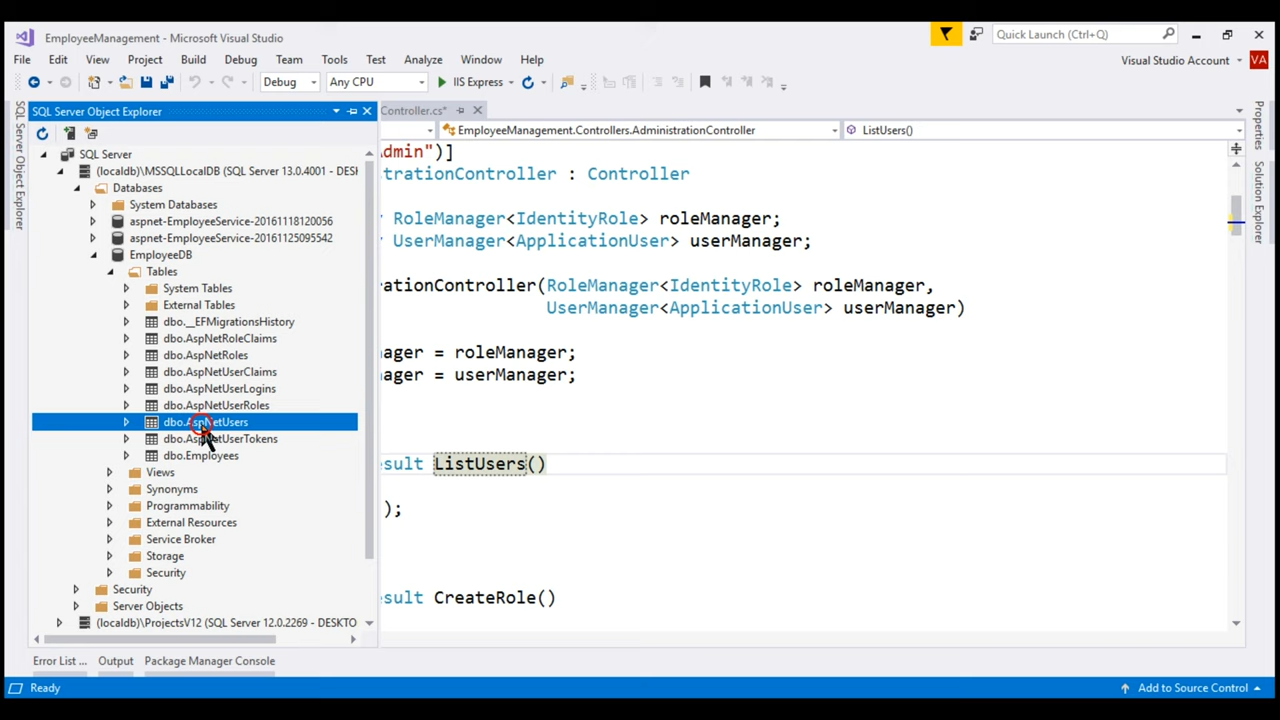 EmployeeManagement - Microsoft Visual Studio
Quick Launch (Ctrl+Q)
File Edit View Project Build Debug Team Tools Test Analyze Window Help
Visual Studio Account VA
Debug Any CPU IIS Express
SQL Server Object Explorer
Controller.cs*
EmployeeManagement.Controllers.AdministrationController
ListUsers()
SQL Server Object Explorer
Properties
Solution Explorer
SQL Server
(localdb)\MSSQLLocalDB (SQL Server 13.0.4001 - DESK
Databases
System Databases
aspnet-EmployeeService-20161118120056
aspnet-EmployeeService-20161125095542
EmployeeDB
Tables
System Tables
External Tables
dbo.__EFMigrationsHistory
dbo.AspNetRoleClaims
dbo.AspNetRoles
dbo.AspNetUserClaims
dbo.AspNetUserLogins
dbo.AspNetUserRoles
dbo.AspNetUsers
dbo.AspNetUserTokens
dbo.Employees
Views
Synonyms
Programmability
External Resources
Service Broker
Storage
Security
Security
Server Objects
(localdb)\ProjectsV12 (SQL Server 12.0.2269 - DESKTO
dmin")]
strationController : Controller
RoleManager<IdentityRole> roleManager;
UserManager<ApplicationUser> userManager;
rationController(RoleManager<IdentityRole> roleManager,
UserManager<ApplicationUser> userManager)
nager = roleManager;
nager = userManager;
sult ListUsers()
);
sult CreateRole()
Error List ... Output Package Manager Console
Ready
Add to Source Control